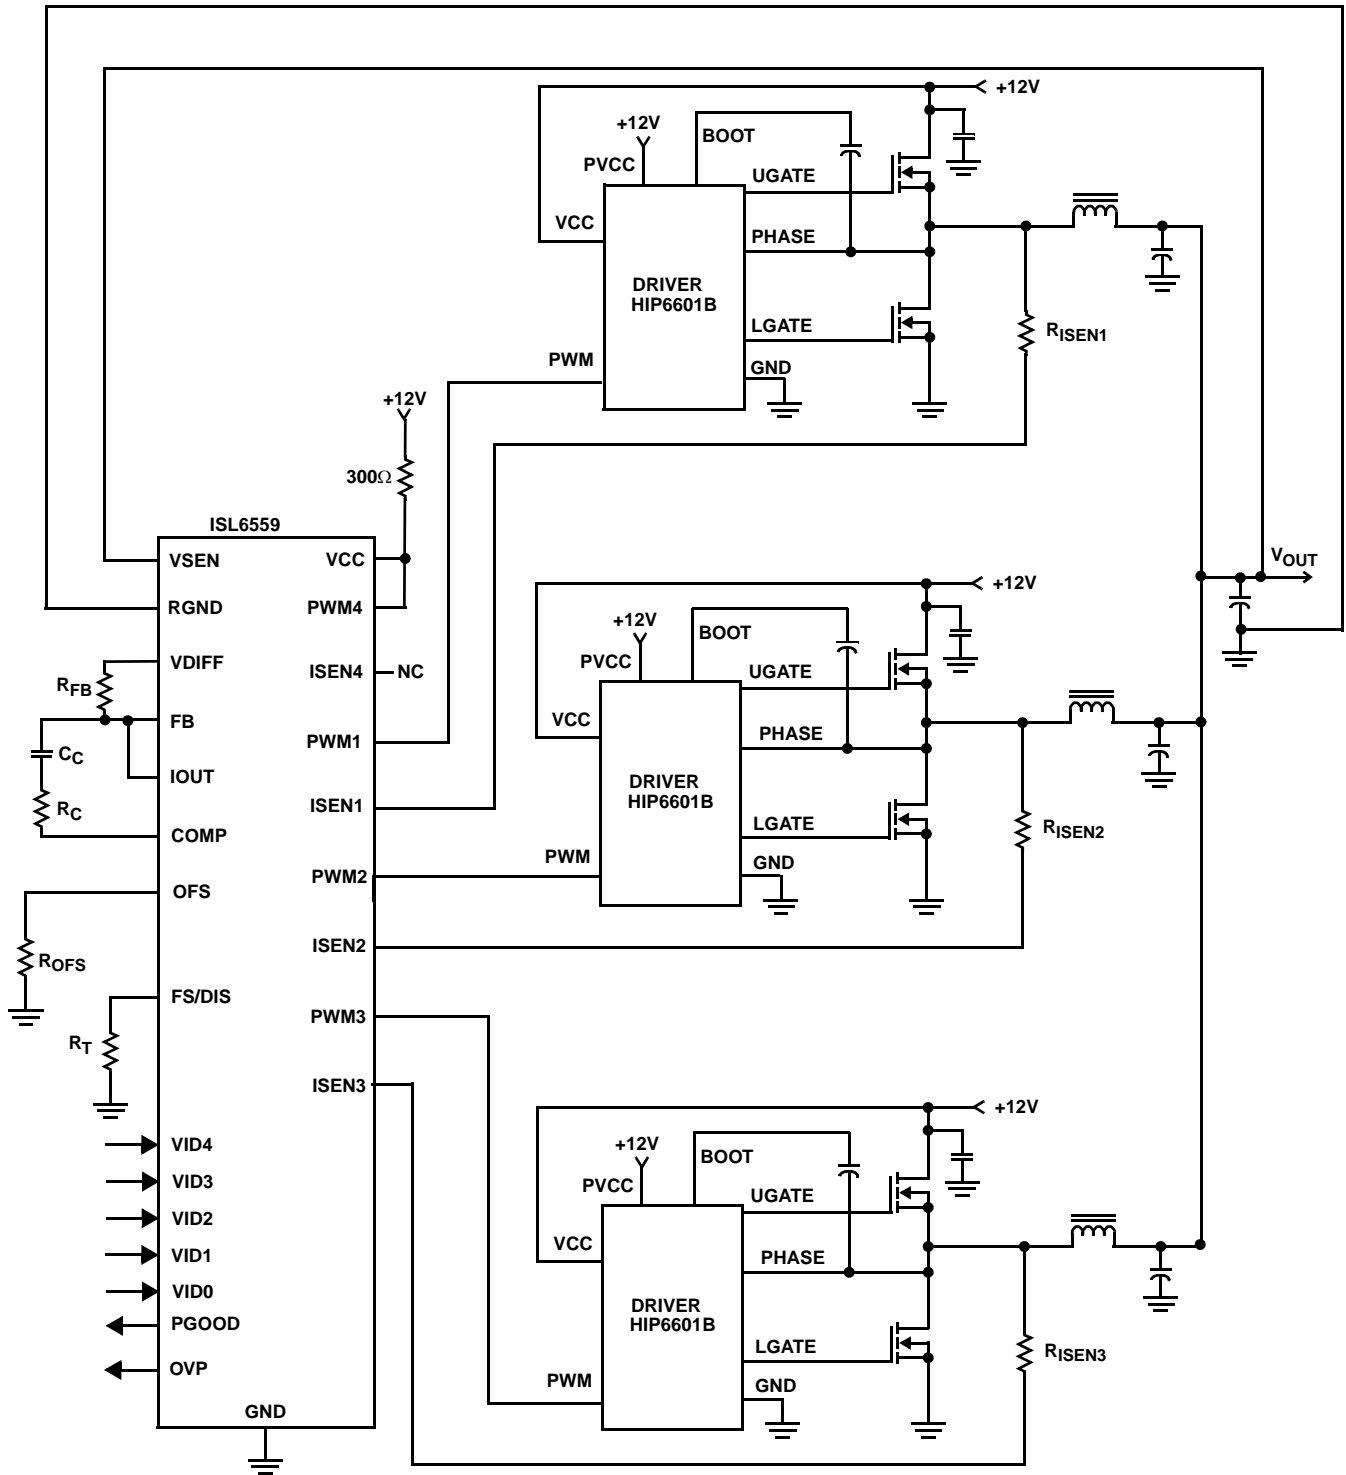 +12V
+12V
BOOT
PVCC
UGATE
VCC
PHASE
DRIVER
HIP6601B
LGATE
RISEN1
PWM
GND
+12V
300Ω
ISL6559
VSEN
VCC
RGND
PWM4
VDIFF
ISEN4
NC
RFB
FB
PWM1
CC
IOUT
ISEN1
RC
COMP
PWM2
OFS
ISEN2
ROFS
FS/DIS
PWM3
RT
ISEN3
VID4
VID3
VID2
VID1
VID0
PGOOD
OVP
GND
VOUT
+12V
+12V
BOOT
PVCC
UGATE
VCC
PHASE
DRIVER
HIP6601B
LGATE
RISEN2
PWM
GND
+12V
+12V
BOOT
PVCC
UGATE
VCC
PHASE
DRIVER
HIP6601B
LGATE
RISEN3
PWM
GND